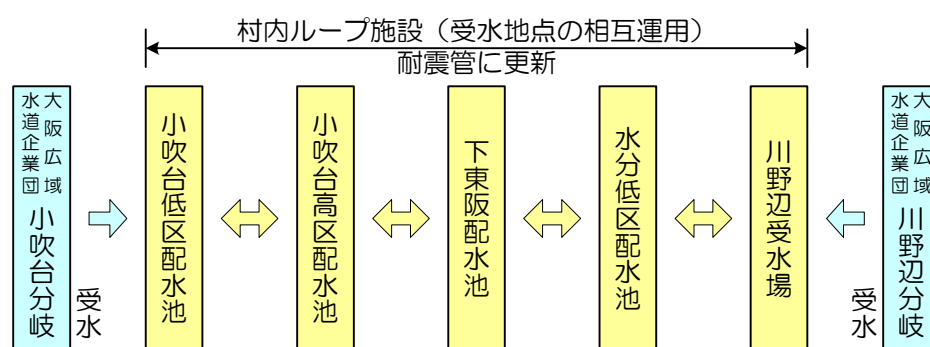 村内ループ施設（受水地点の相互運用）
耐震管に更新
大阪広域
水道企業団
小吹台分岐
受水
小吹台低区配水池
小吹台高区配水池
下東阪配水池
水分低区配水池
川野辺受水場
受水
大阪広域
水道企業団
川野辺分岐